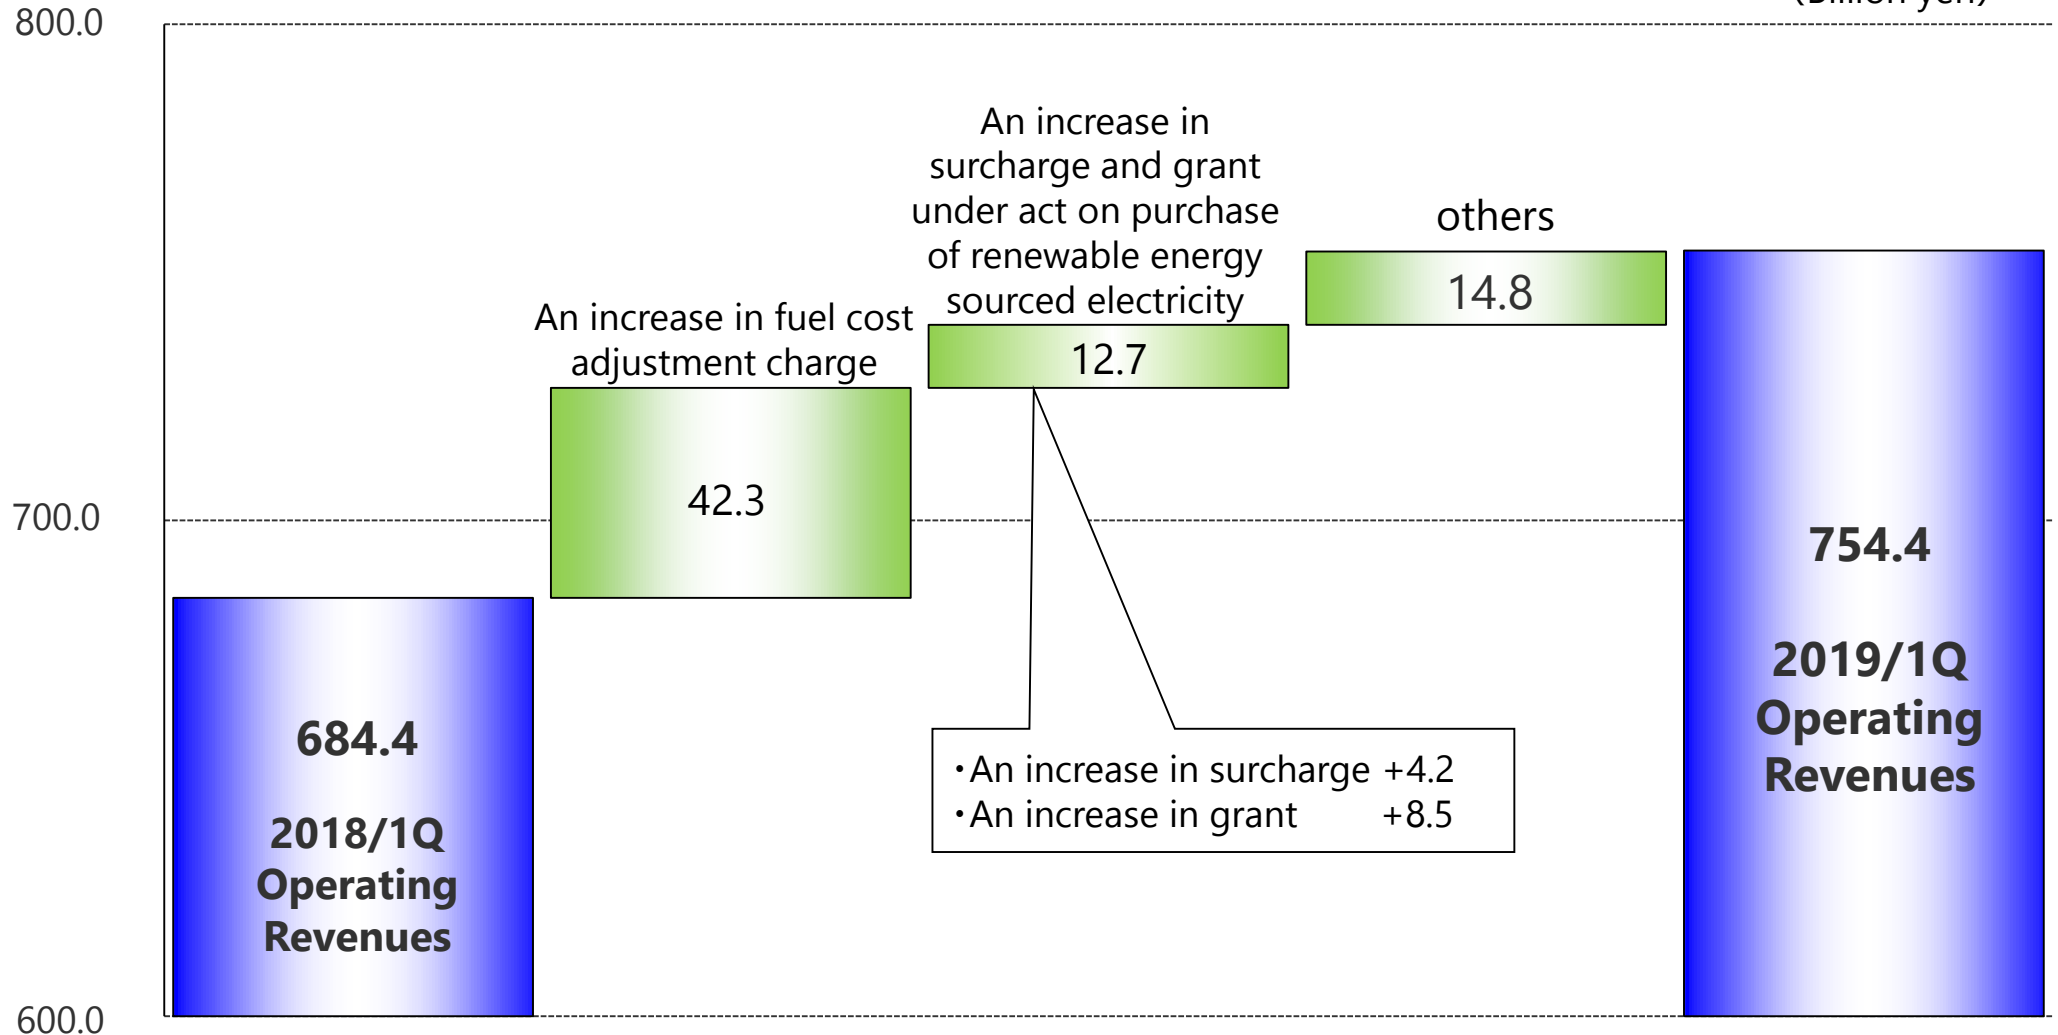 (Billion yen)
800.0
700.0
600.0
684.4
2018/1Q
Operating
Revenues
An increase in fuel cost
adjustment charge
42.3
An increase in
surcharge and grant
under act on purchase
of renewable energy
sourced electricity
12.7
・An increase in surcharge +4.2
・An increase in grant +8.5
others
14.8
754.4
2019/1Q
Operating
Revenues